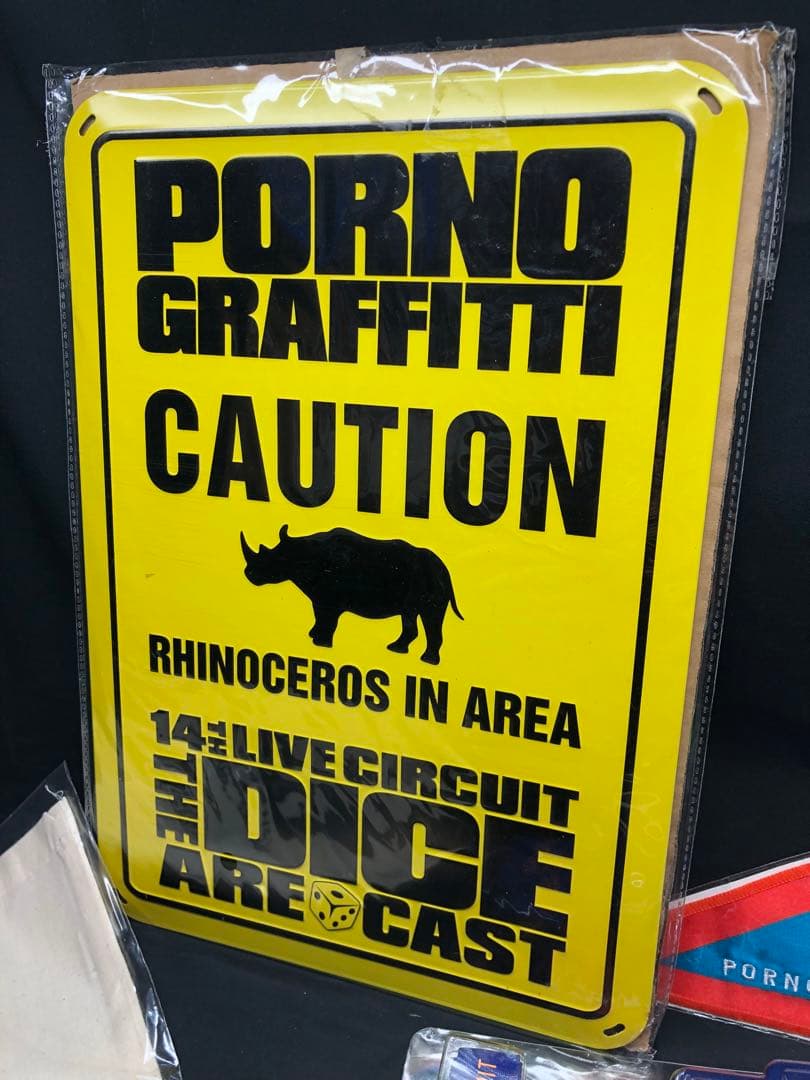 PORNO
GRAFFITTI
CAUTION
RHINOCEROS IN AREA
14TH LIVE CIRCUIT
THE DICE
ARE CAST
PORNO